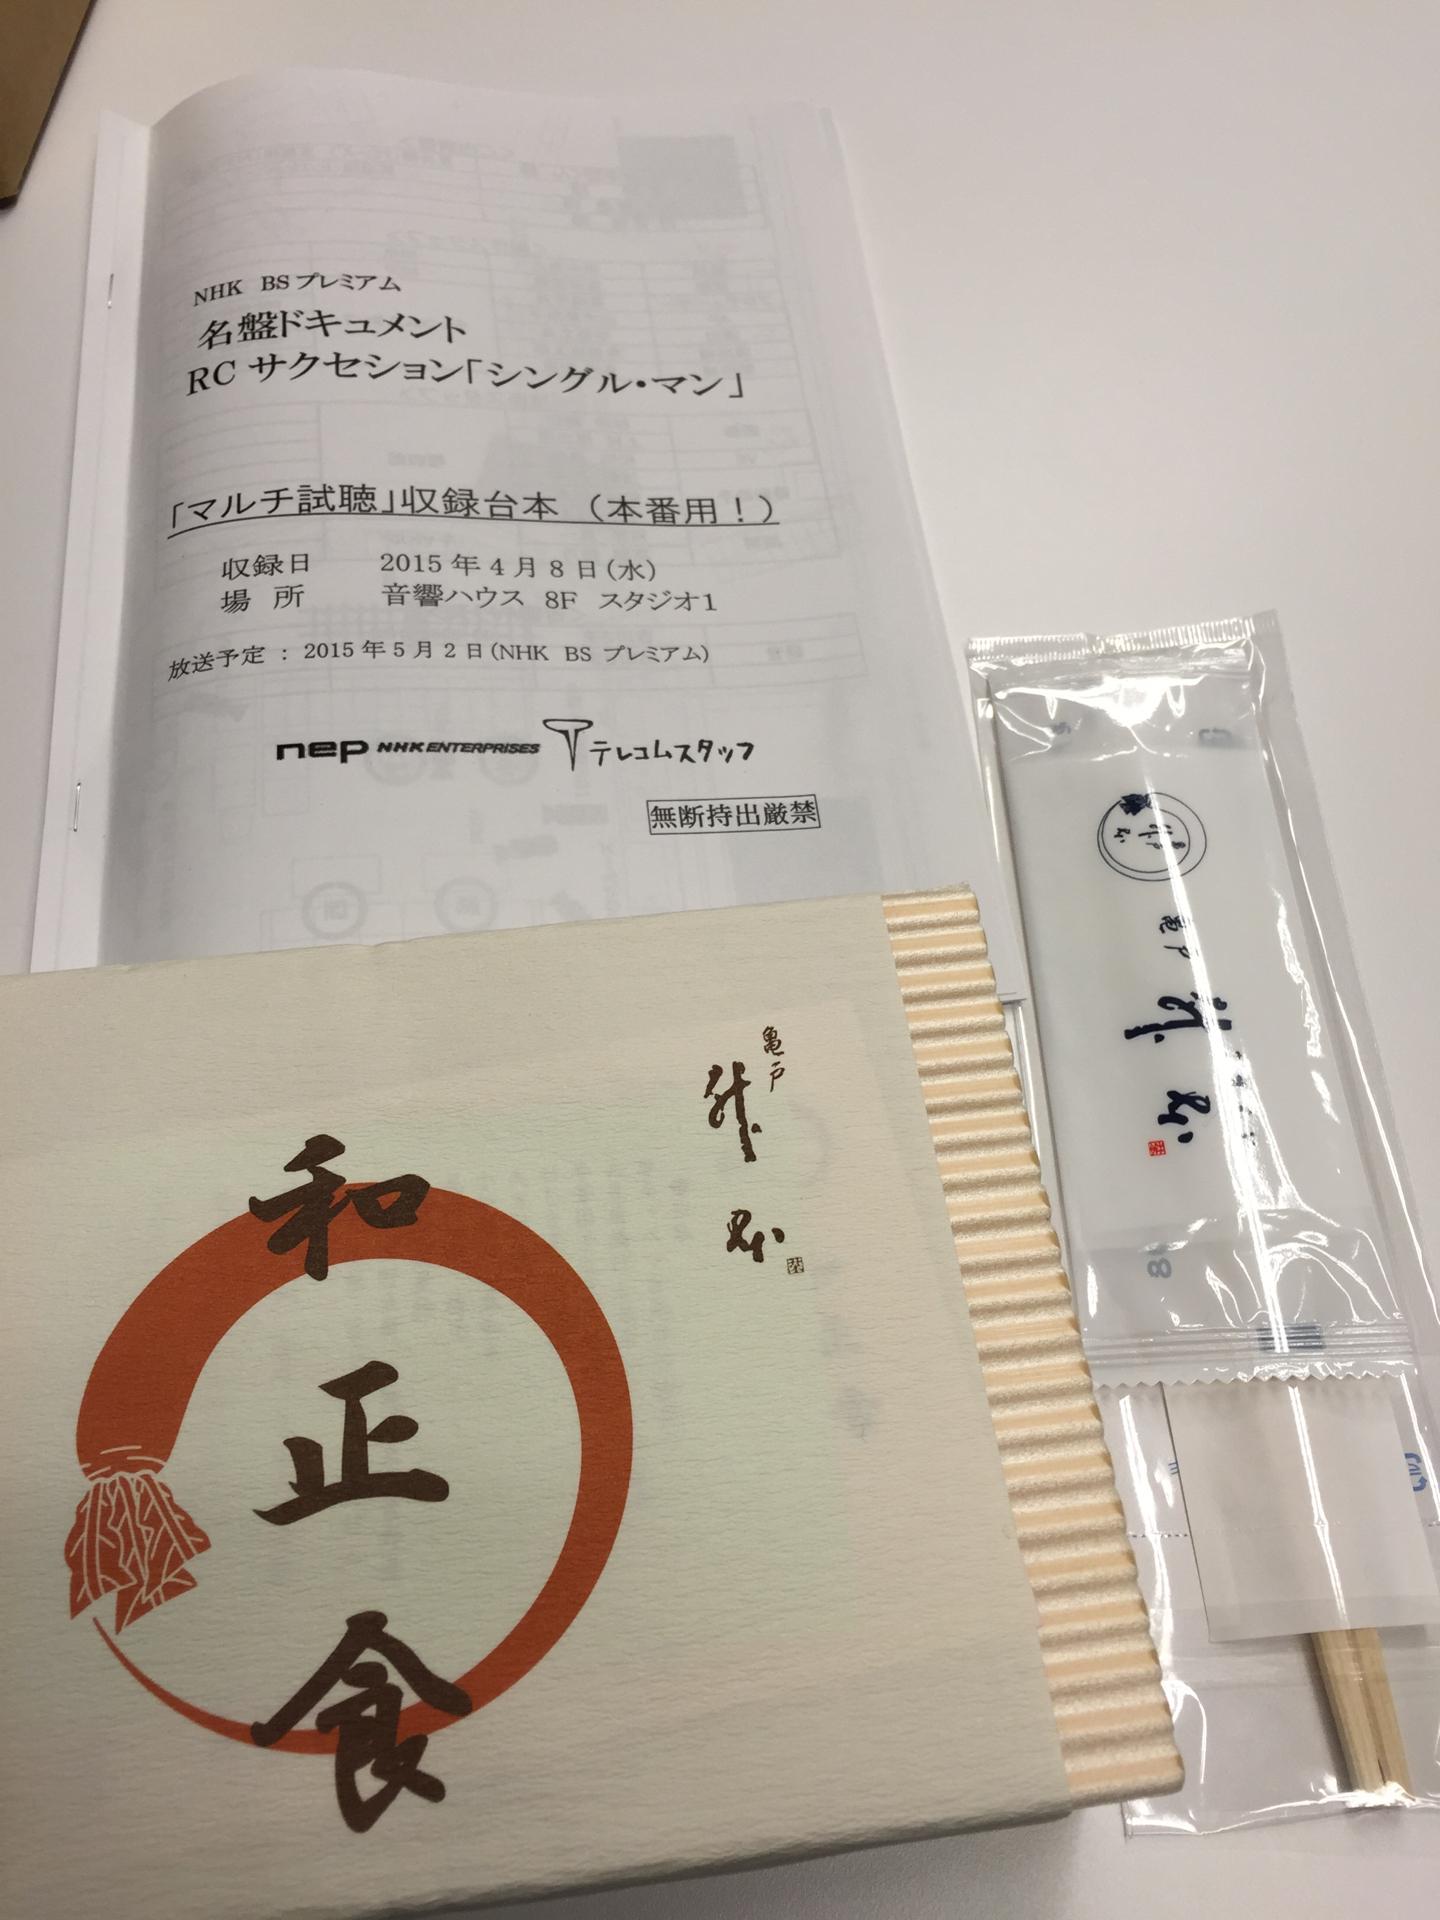 NHK BSプレミアム
名盤ドキュメント
RCサクセション「シングル・マン」
「マルチ試聴」収録台本 (本番用！)
収録日 2015年4月8日(水)
場 所 音響ハウス 8F スタジオ1
放送予定 : 2015年5月2日(NHK BS プレミアム)
nep NHK ENTERPRISES テレコムスタッフ
無断持出厳禁
亀戸
升本
和正食
亀戸
升本